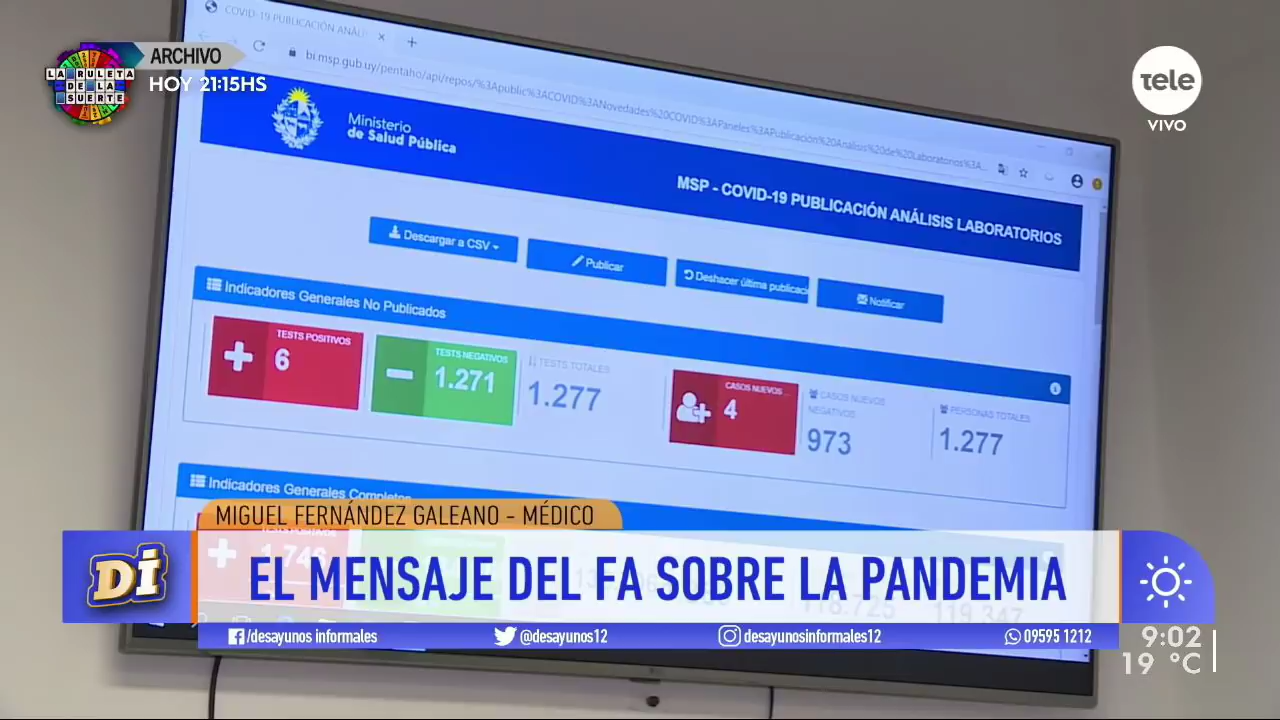 COVID-19 PUBLICACIÓN ANÁLI
ARCHIVO
HOY 21:15HS
LA RULETA
DE LA
SUERTE
tele
VIVO
bi.msp.gub.uy/pentaho/api/repos/%3Apublic%3ACOVID%3ANovedades%20COVID%3APaneles%3APublicación%20Analisis%20de%20Laboratorios%3A...
Ministerio
de Salud Pública
MSP - COVID-19 PUBLICACIÓN ANÁLISIS LABORATORIOS
Descargar a CSV
Publicar
Deshacer última publicaci
Notificar
Indicadores Generales No Publicados
TESTS POSITIVOS
6
TESTS NEGATIVOS
1.271
TESTS TOTALES
1.277
CASOS NUEVOS ...
4
CASOS NUEVOS
NEGATIVOS
973
PERSONAS TOTALES
1.277
Indicadores Generales Completos
MIGUEL FERNÁNDEZ GALEANO - MÉDICO
Di
EL MENSAJE DEL FA SOBRE LA PANDEMIA
/desayunos informales
@desayunos12
desayunosinformales12
09595 1212
9:02
19 °C